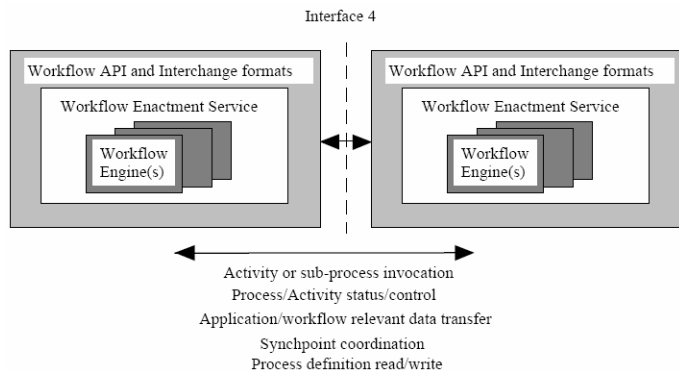 Interface 4
Workflow API and Interchange formats
Workflow Enactment Service
Workflow
Engine(s)
Workflow API and Interchange formats
Workflow Enactment Service
Workflow
Engine(s)
Activity or sub-process invocation
Process/Activity status/control
Application/workflow relevant data transfer
Synchpoint coordination
Process definition read/write